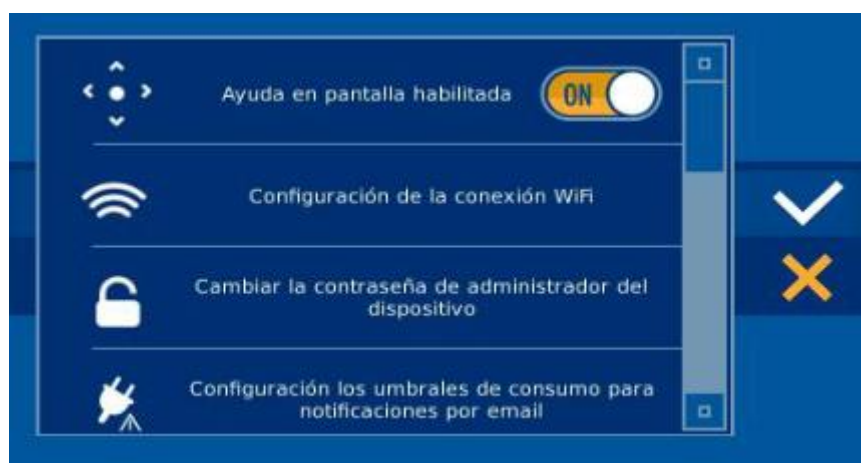 Ayuda en pantalla habilitada
ON
Configuración de la conexión WiFi
Cambiar la contraseña de administrador del
dispositivo
Configuración los umbrales de consumo para
notificaciones por email